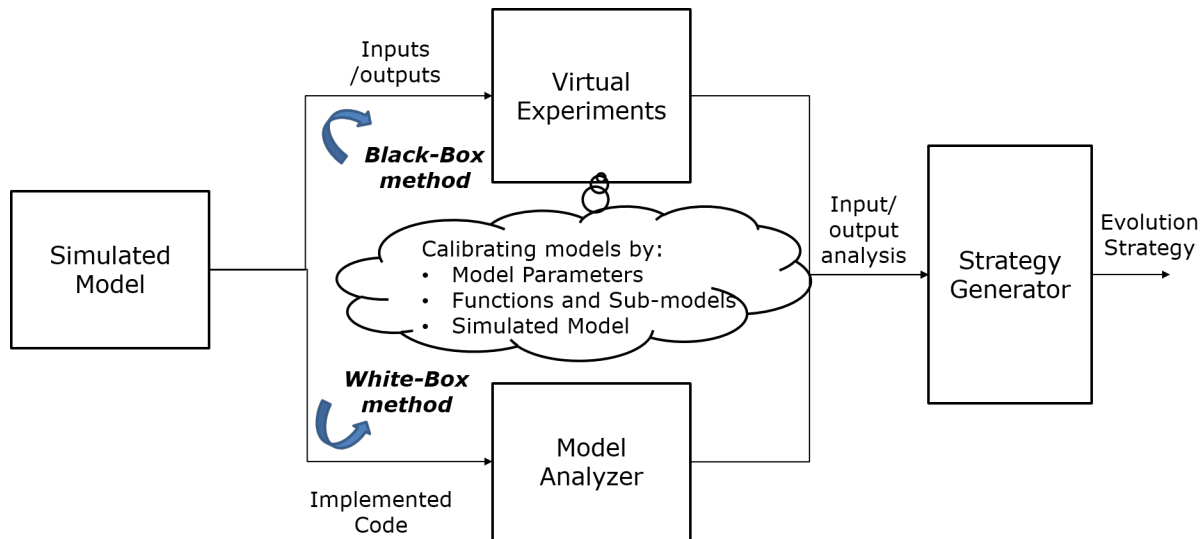 Inputs
/outputs
Virtual
Experiments
Black-Box
method
Simulated
Model
Calibrating models by:
• Model Parameters
• Functions and Sub-models
• Simulated Model
Input/
output
analysis
Strategy
Generator
Evolution
Strategy
White-Box
method
Model
Analyzer
Implemented
Code